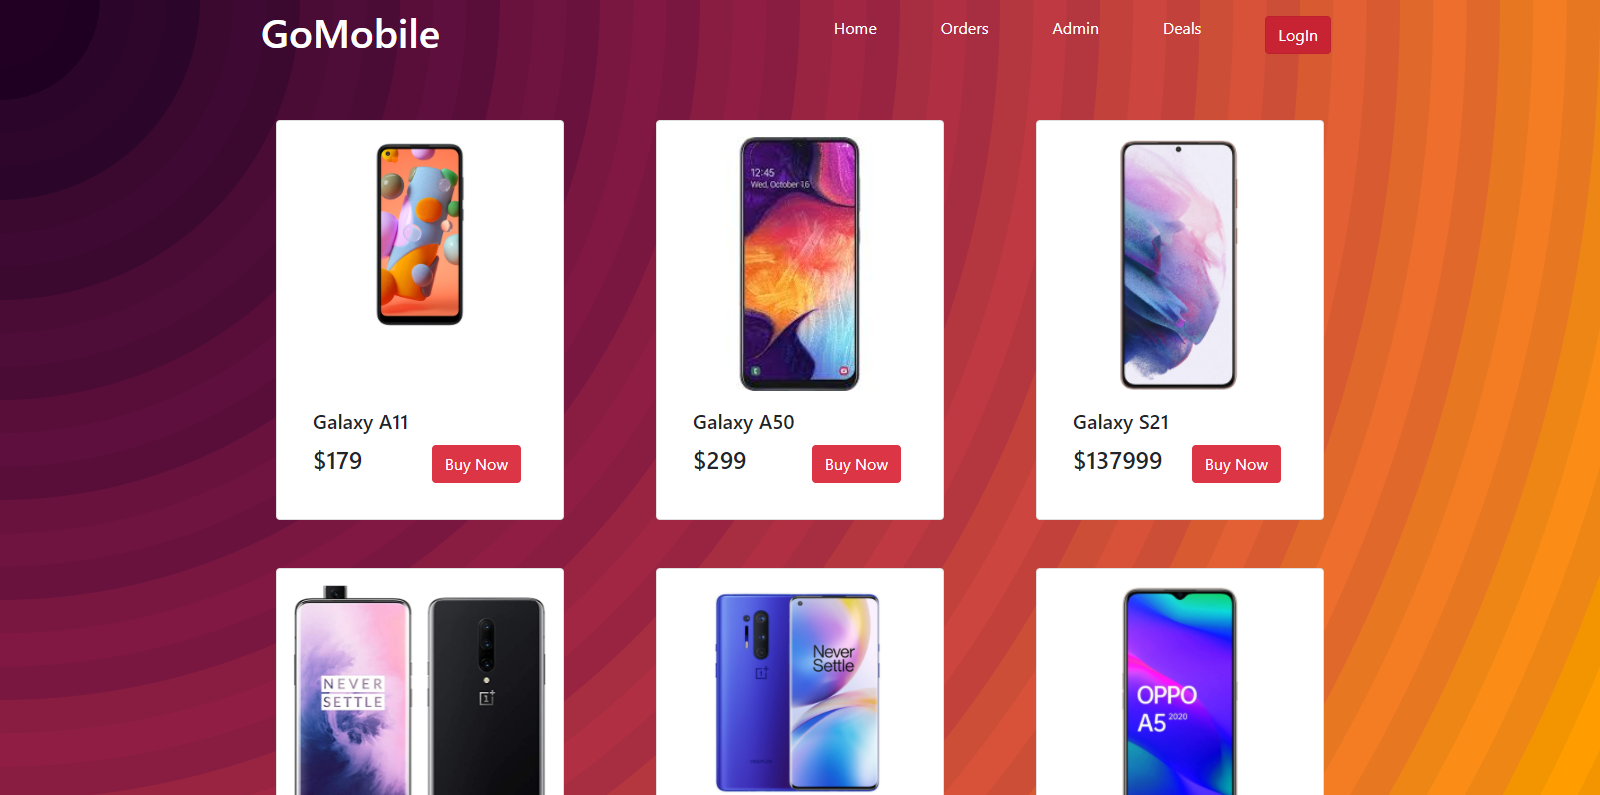 GoMobile
Home Orders Admin Deals LogIn
12:45
Wed, October 16
Galaxy A11
$179 Buy Now
Galaxy A50
$299 Buy Now
Galaxy S21
$137999 Buy Now
NEVER
SETTLE
Never
Settle
OPPO
A5 2020